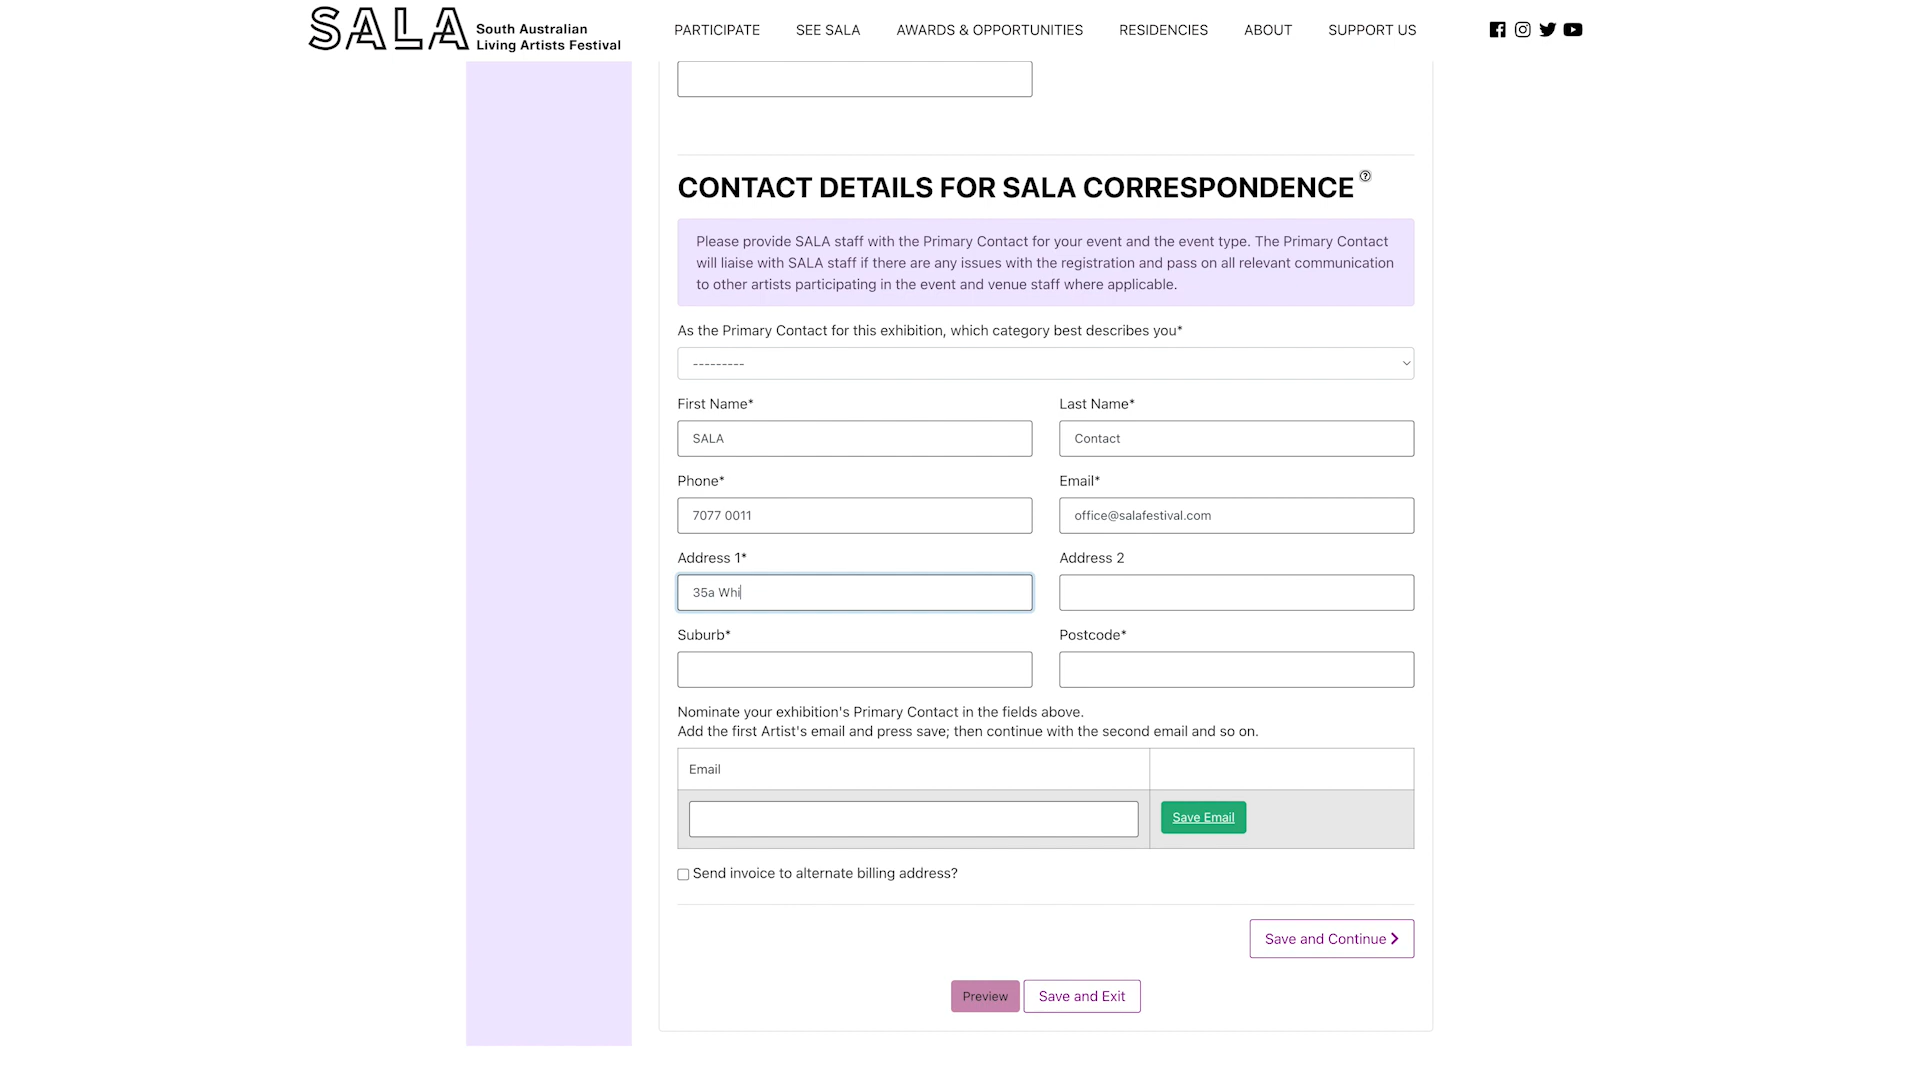 SALA
South Australian
Living Artists Festival
PARTICIPATE
SEE SALA
AWARDS & OPPORTUNITIES
RESIDENCIES
ABOUT
SUPPORT US
CONTACT DETAILS FOR SALA CORRESPONDENCE
Please provide SALA staff with the Primary Contact for your event and the event type. The Primary Contact
will liaise with SALA staff if there are any issues with the registration and pass on all relevant communication
to other artists participating in the event and venue staff where applicable.
As the Primary Contact for this exhibition, which category best describes you*
---------
First Name*
Last Name*
SALA
Contact
Phone*
Email*
7077 0011
office@salafestival.com
Address 1*
Address 2
35a Whi
Suburb*
Postcode*
Nominate your exhibition's Primary Contact in the fields above.
Add the first Artist's email and press save; then continue with the second email and so on.
Email
Save Email
Send invoice to alternate billing address?
Save and Continue
Preview
Save and Exit